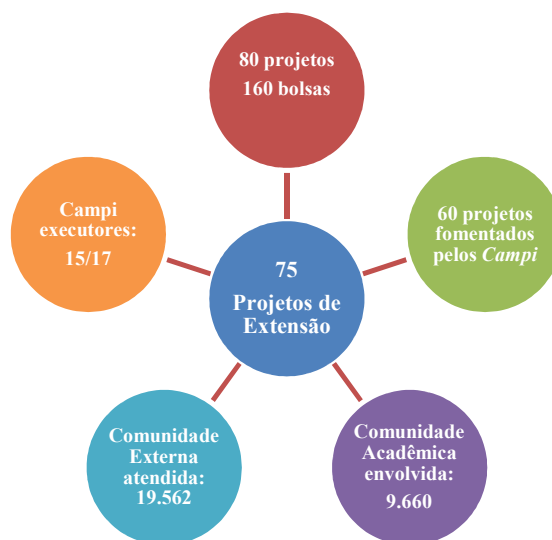 80 projetos
160 bolsas
Campi
executores:
15/17
60 projetos
fomentados
pelos Campi
75
Projetos de
Extensão
Comunidade
Externa
atendida:
19.562
Comunidade
Acadêmica
envolvida:
9.660